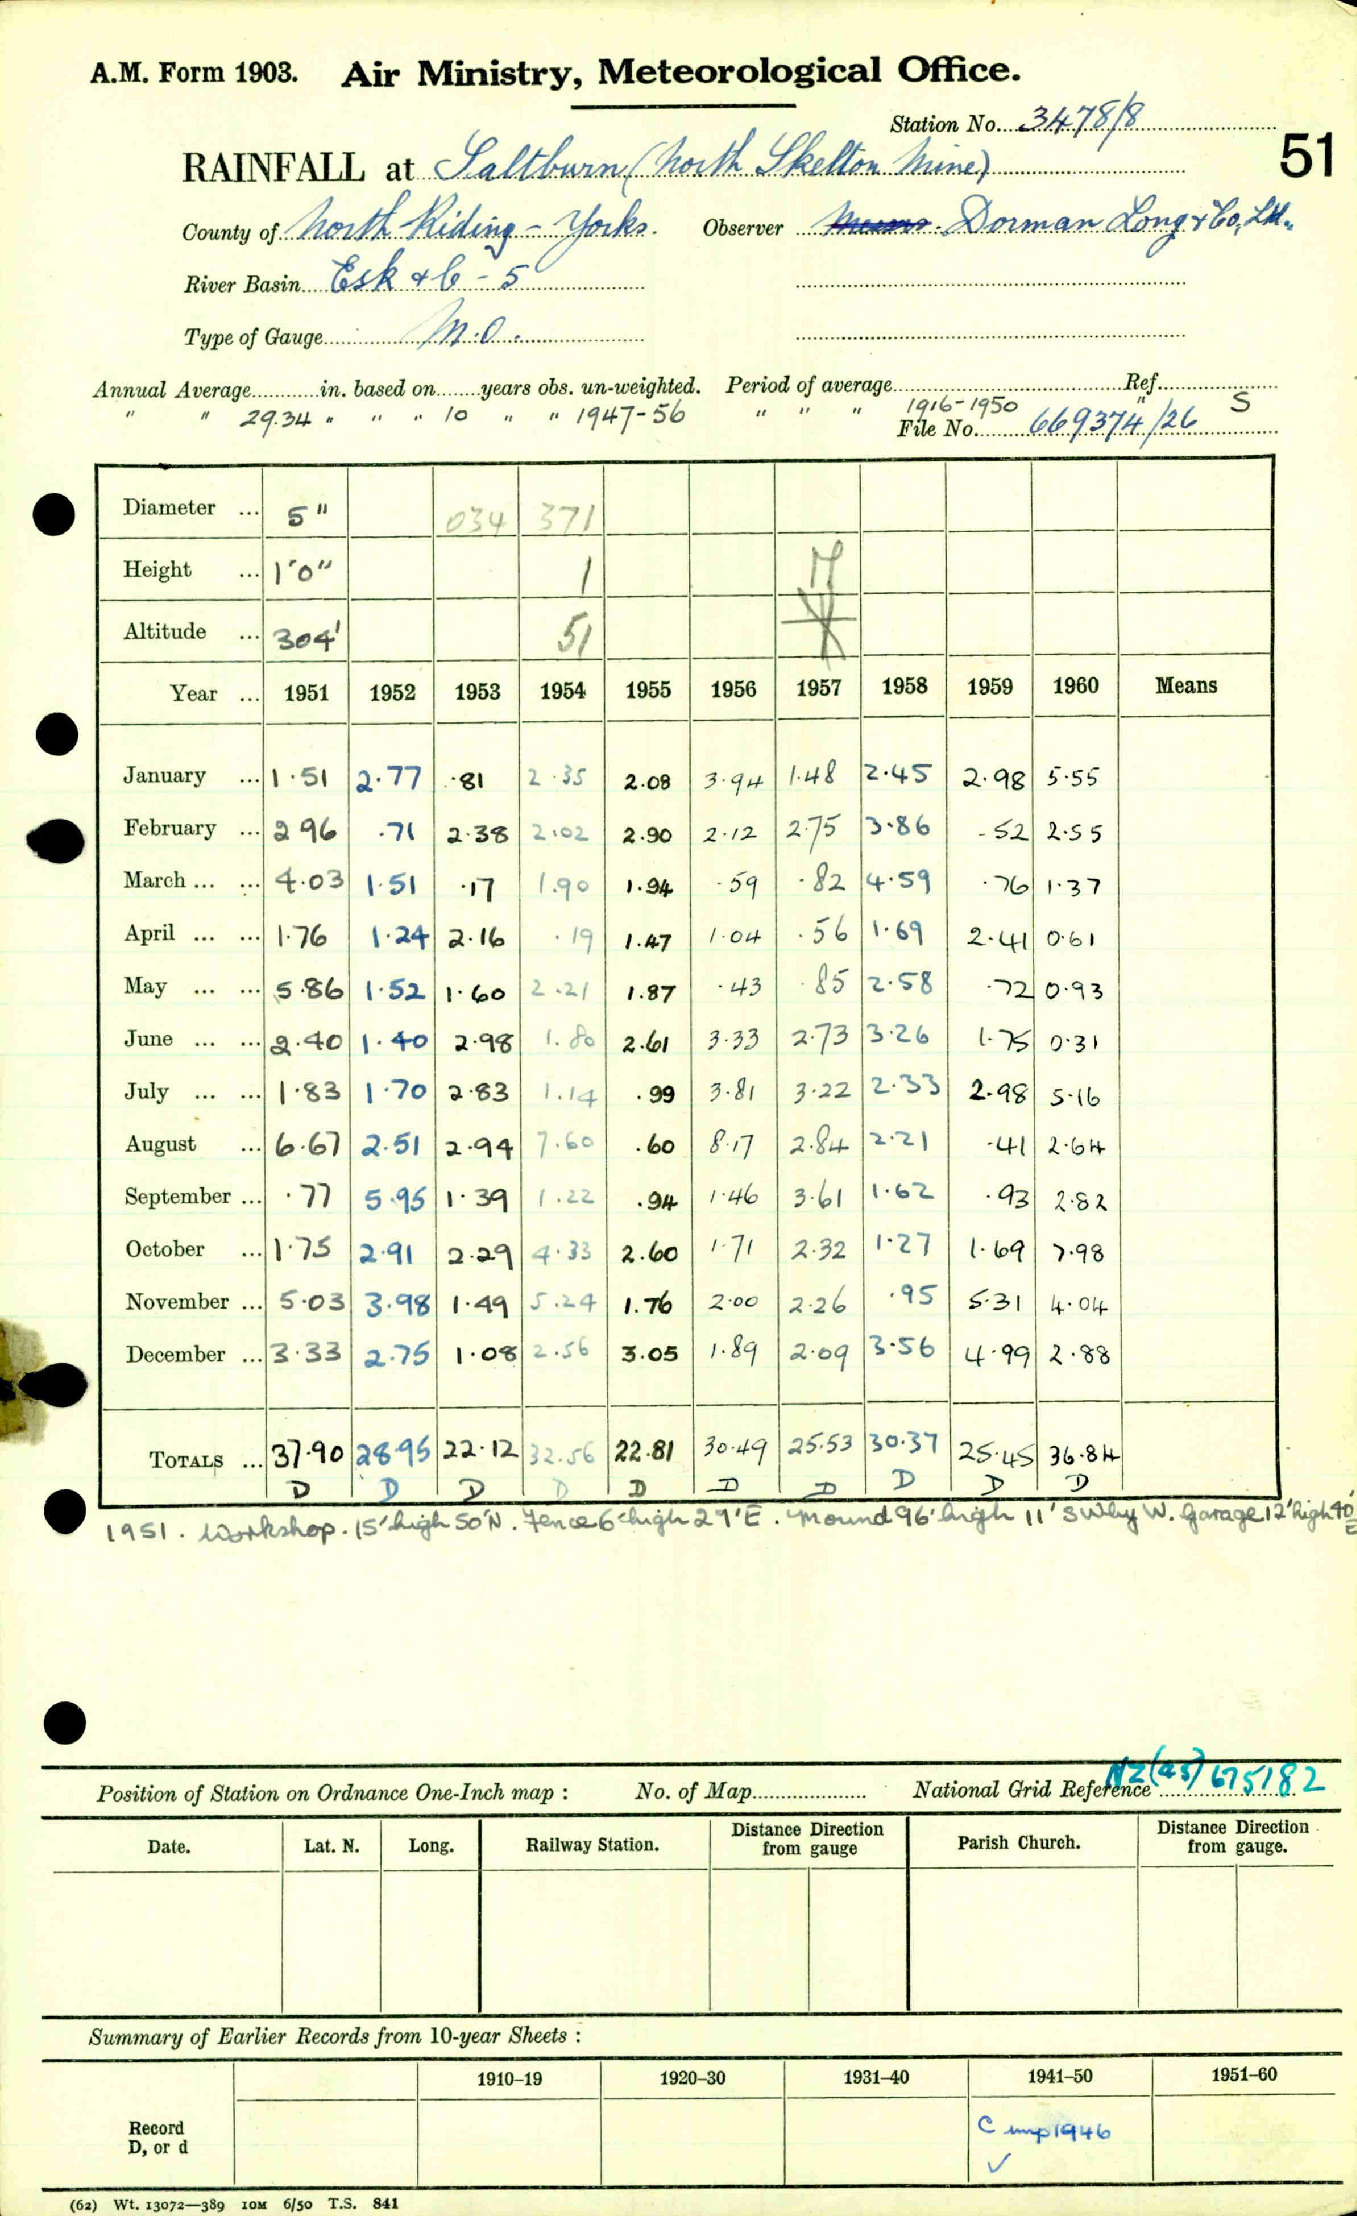 A.M. Form 1903. Air Ministry, Meteorological Office.
Station No. 3478/8
51
RAINFALL at Saltburn (North Skelton Mine)
County of North Riding - Yorks. Observer Messrs. Dorman Long & Co, Ltd.
River Basin Esk & C - 5
Type of Gauge M.O.
Annual Average in. based on years obs. un-weighted. Period of average Ref.
" " 29.34 " " " 10 " " 1947-56 " " " 1916-1950 " S
File No. 669374/26
Diameter ... 5" 034 371
Height ... 1'0" 1 17
Altitude ... 304' 51
Year ... 1951 1952 1953 1954 1955 1956 1957 1958 1959 1960 Means
January ... 1.51 2.77 .81 2.35 2.08 3.94 1.48 2.45 2.98 5.55
February ... 2.96 .71 2.38 2.02 2.90 2.12 2.75 3.86 .52 2.55
March ... ... 4.03 1.51 .17 1.90 1.94 .59 .82 4.59 .76 1.37
April ... ... 1.76 1.24 2.16 .19 1.47 1.04 .56 1.69 2.41 0.61
May ... ... 5.86 1.52 1.60 2.21 1.87 .43 .85 2.58 .72 0.93
June ... ... 2.40 1.40 2.98 1.80 2.61 3.33 2.73 3.26 1.75 0.31
July ... ... 1.83 1.70 2.83 1.14 .99 3.81 3.22 2.33 2.98 5.16
August ... 6.67 2.51 2.94 7.60 .60 8.17 2.84 2.21 .41 2.64
September ... .77 5.95 1.39 1.22 .94 1.46 3.61 1.62 .93 2.82
October ... 1.75 2.91 2.29 4.33 2.60 1.71 2.32 1.27 1.69 7.98
November ... 5.03 3.98 1.49 5.24 1.76 2.00 2.26 .95 5.31 4.04
December ... 3.33 2.75 1.08 2.56 3.05 1.89 2.09 3.56 4.99 2.88
TOTALS ... 37.90 28.95 22.12 32.56 22.81 30.49 25.53 30.37 25.45 36.84
D D D D D D D D D D
1951. Workshop. 15' high 50'N. Fence 6' high 29'E. Mound 96' high 11' SW by W. Garage 12' high 40' E
Position of Station on Ordnance One-Inch map : No. of Map National Grid Reference NZ (45) 675182
Date. Lat. N. Long. Railway Station. Distance Direction from gauge Parish Church. Distance Direction from gauge.
Summary of Earlier Records from 10-year Sheets :
1910-19 1920-30 1931-40 1941-50 1951-60
Record D, or d C imp 1946
✓
(62) Wt. 13072—389 10M 6/50 T.S. 841